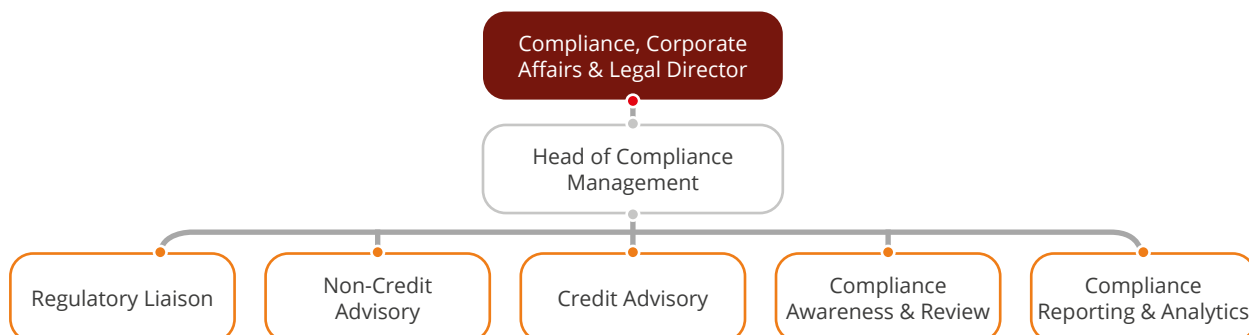 Compliance, Corporate
Affairs & Legal Director
Head of Compliance
Management
Regulatory Liaison
Non-Credit
Advisory
Credit Advisory
Compliance
Awareness & Review
Compliance
Reporting & Analytics